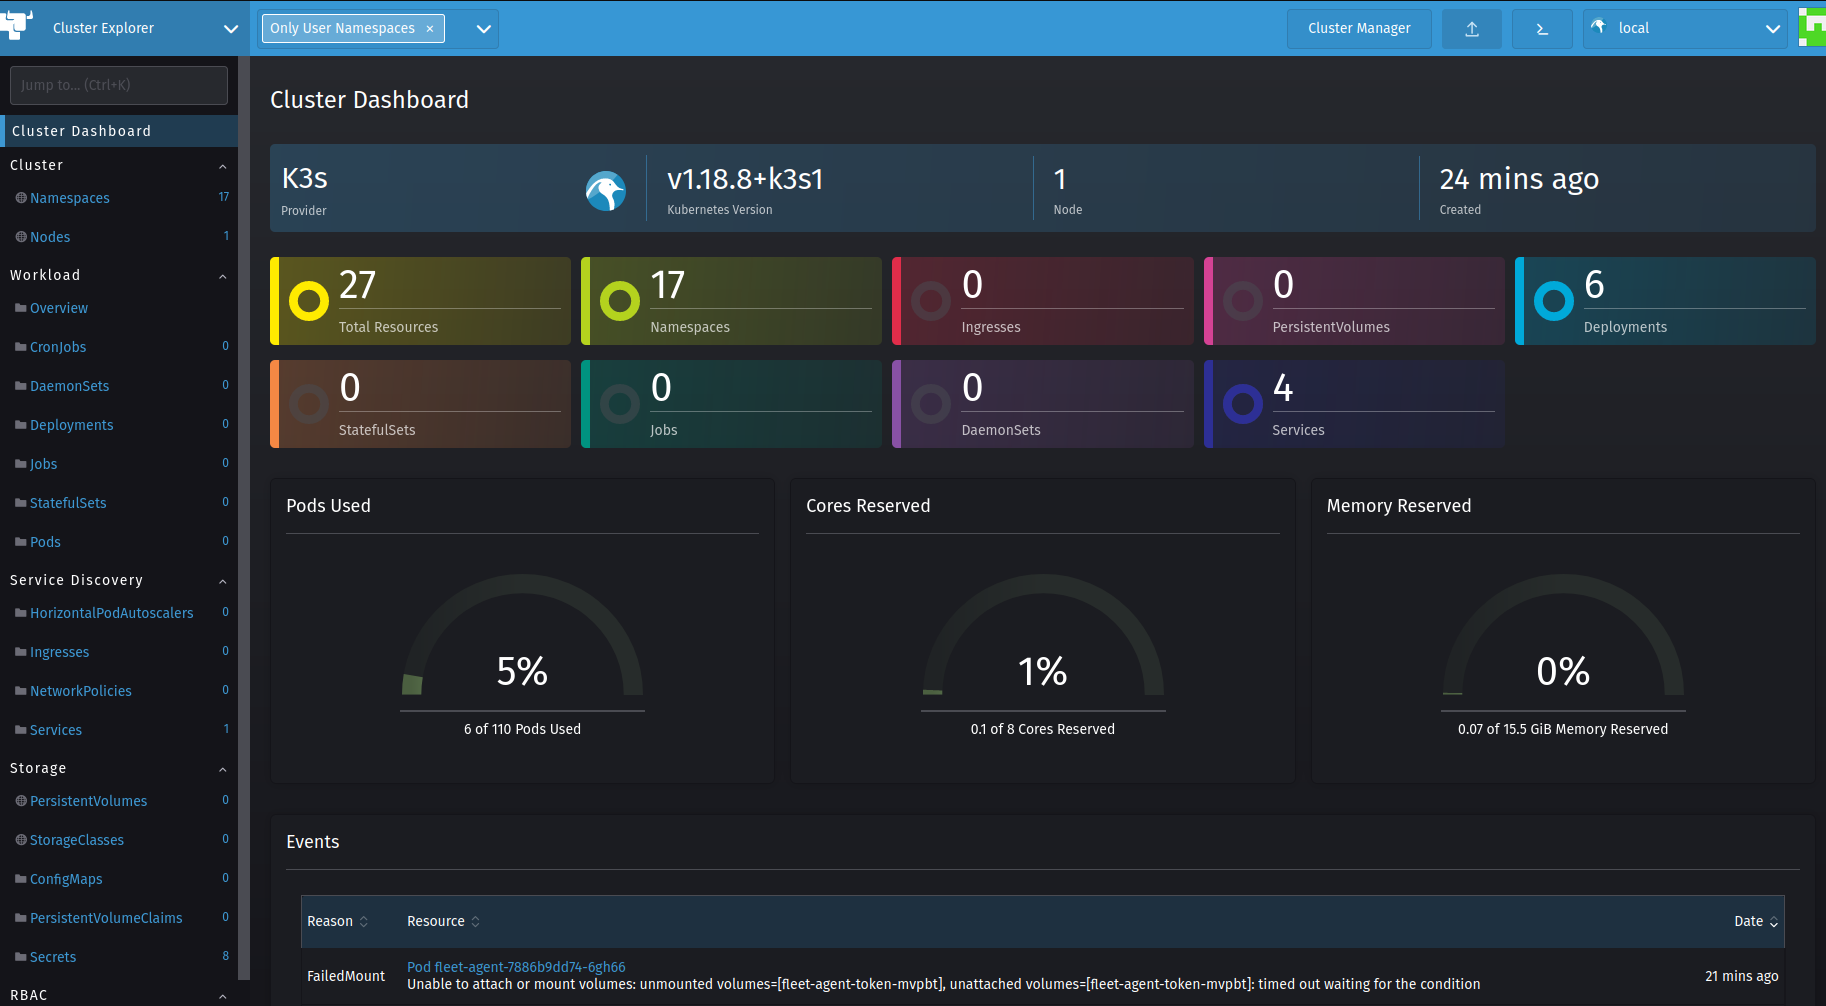 Cluster Explorer
Only User Namespaces ×
Cluster Manager
local
Jump to... (Ctrl+K)
Cluster Dashboard
Cluster
Namespaces 17
Nodes 1
Workload
Overview
CronJobs 0
DaemonSets 0
Deployments 0
Jobs 0
StatefulSets 0
Pods 0
Service Discovery
HorizontalPodAutoscalers 0
Ingresses 0
NetworkPolicies 0
Services 1
Storage
PersistentVolumes 0
StorageClasses 0
ConfigMaps 0
PersistentVolumeClaims 0
Secrets 8
RBAC
Cluster Dashboard
K3s
Provider
v1.18.8+k3s1
Kubernetes Version
1
Node
24 mins ago
Created
27
Total Resources
17
Namespaces
0
Ingresses
0
PersistentVolumes
6
Deployments
0
StatefulSets
0
Jobs
0
DaemonSets
4
Services
Pods Used
5%
6 of 110 Pods Used
Cores Reserved
1%
0.1 of 8 Cores Reserved
Memory Reserved
0%
0.07 of 15.5 GiB Memory Reserved
Events
Reason Resource Date
FailedMount
Pod fleet-agent-7886b9dd74-6gh66
Unable to attach or mount volumes: unmounted volumes=[fleet-agent-token-mvpbt], unattached volumes=[fleet-agent-token-mvpbt]: timed out waiting for the condition
21 mins ago